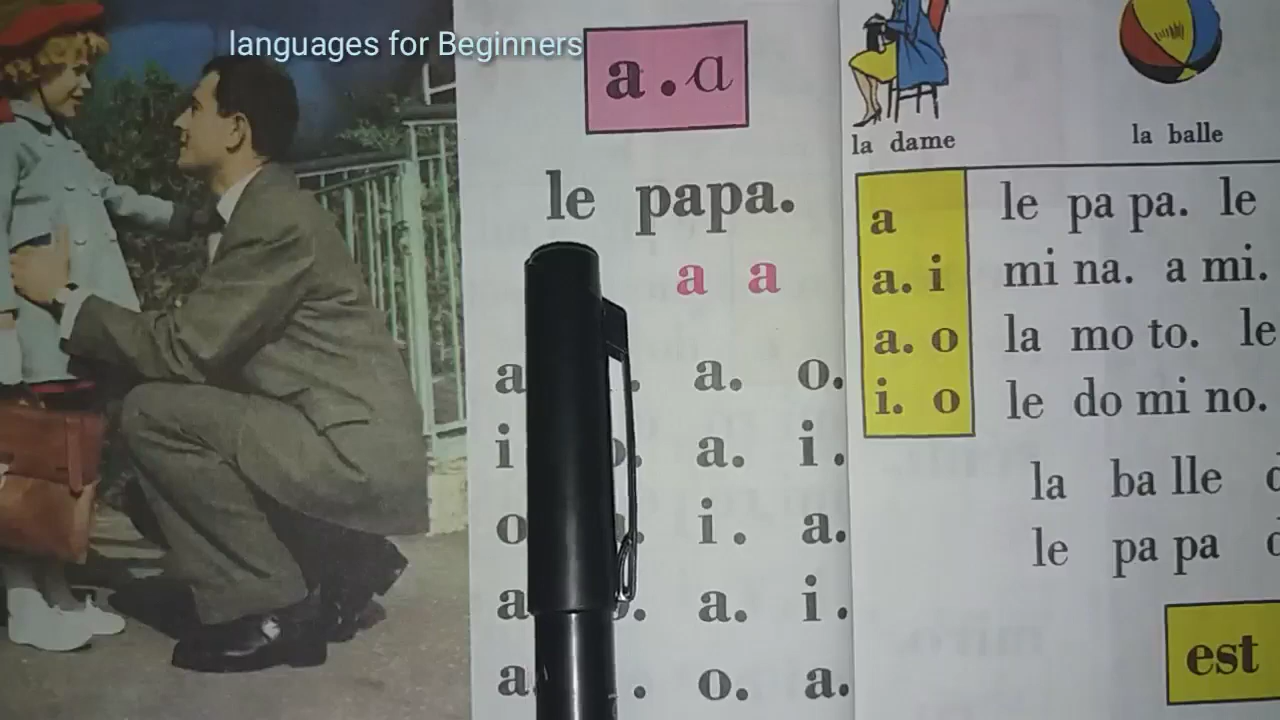 languages for Beginners
a . a
le papa.
a a
a . a. o.
i . a. i.
o i. a.
a . a. i.
a . o. a.
la dame
la balle
a le pa pa. le
a. i mi na. a mi.
a. o la mo to. le
i. o le do mi no.
la ba lle
le pa pa
est